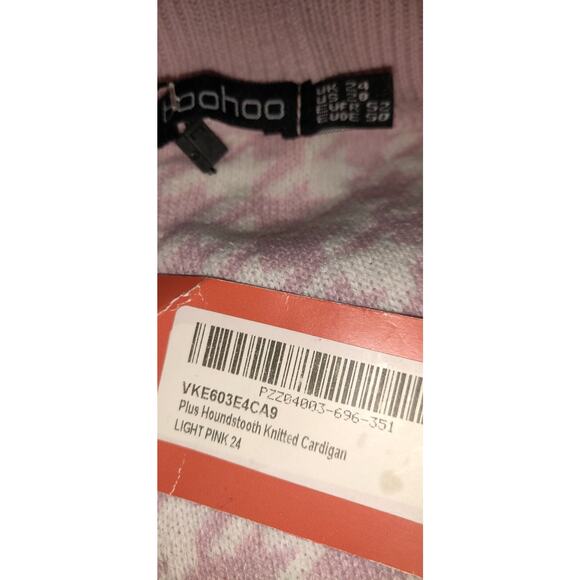 boohoo
UK 24
US 20
EUFR 52
EUDE 50
PZZ04003-696-351
VKE603E4CA9
Plus Houndstooth Knitted Cardigan
LIGHT PINK 24